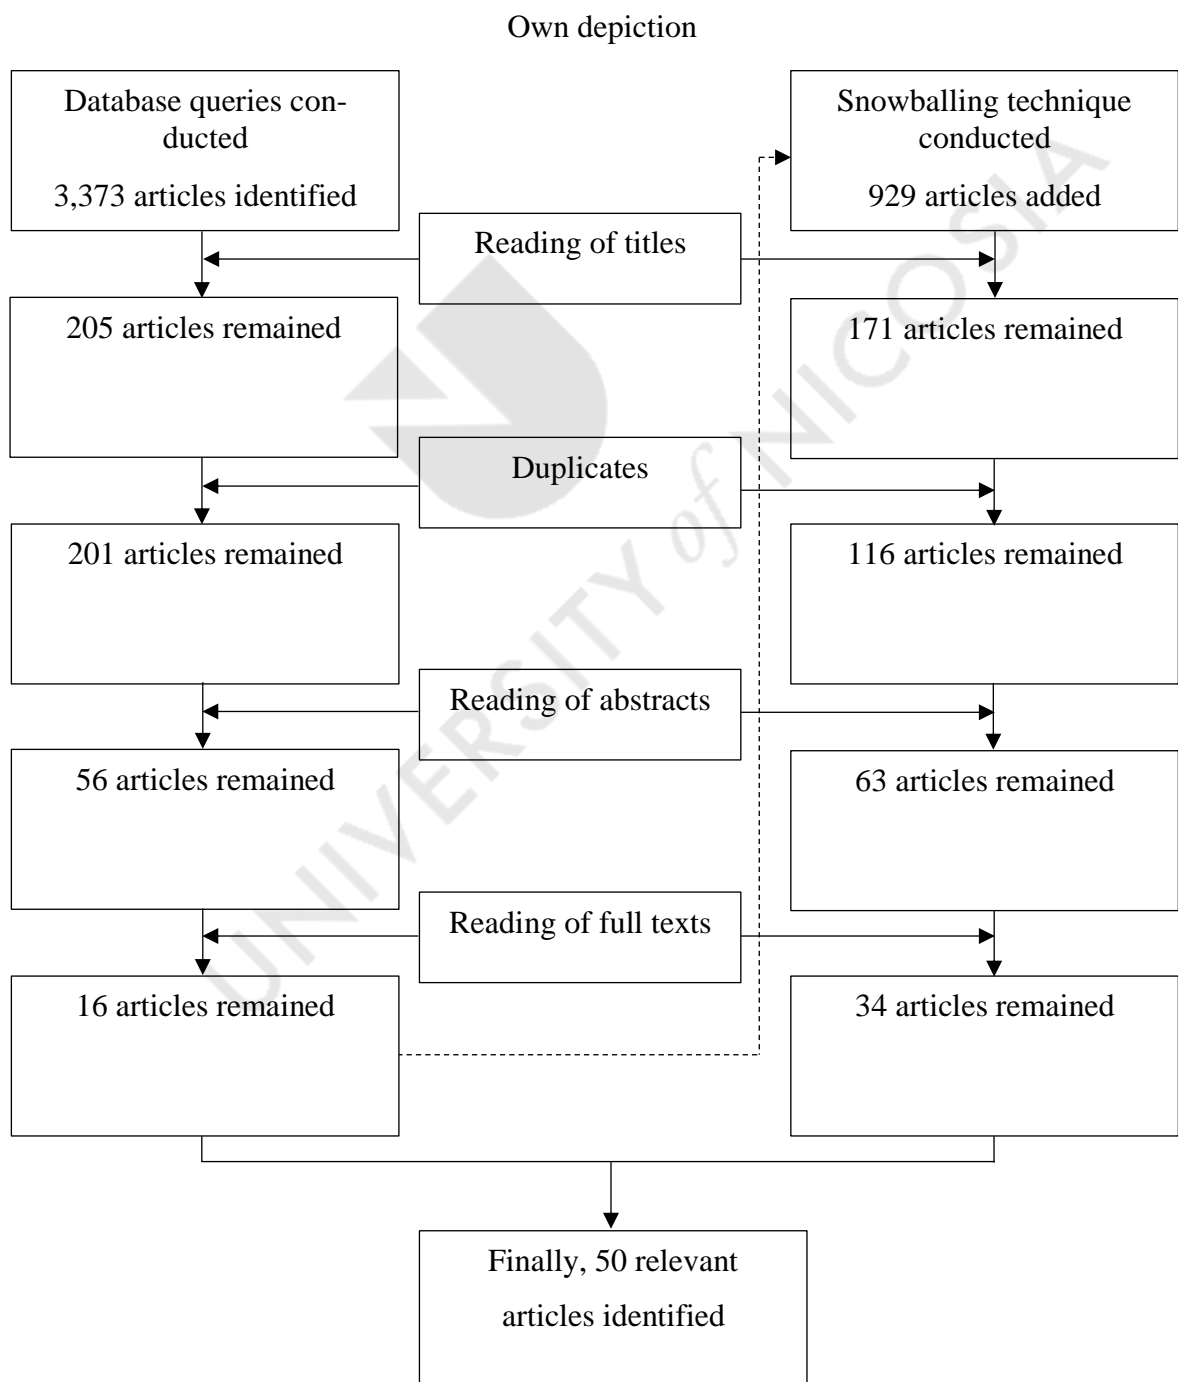 Own depiction
Database queries con-
ducted
3,373 articles identified
Snowballing technique
conducted
929 articles added
Reading of titles
205 articles remained
171 articles remained
Duplicates
201 articles remained
116 articles remained
Reading of abstracts
56 articles remained
63 articles remained
Reading of full texts
16 articles remained
34 articles remained
Finally, 50 relevant
articles identified
UNIVERSITY of NICOSIA